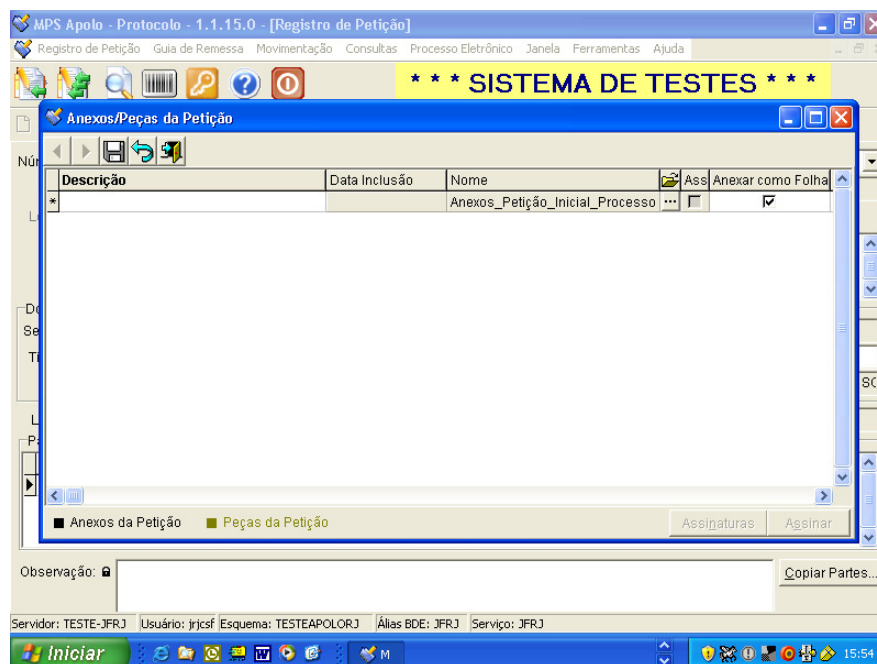 MPS Apolo - Protocolo - 1.1.15.0 - [Registro de Petição]
Registro de Petição Guia de Remessa Movimentação Consultas Processo Eletrônico Janela Ferramentas Ajuda
* * * SISTEMA DE TESTES * * *
Anexos/Peças da Petição
Descrição Data Inclusão Nome Ass Anexar como Folha
* Anexos_Petição_Inicial_Processo ...
Anexos da Petição Peças da Petição Assinaturas Assinar
Observação: Copiar Partes...
Servidor: TESTE-JFRJ Usuário: jrjcsf Esquema: TESTEAPOLORJ Álias BDE: JFRJ Serviço: JFRJ
Iniciar M 15:54